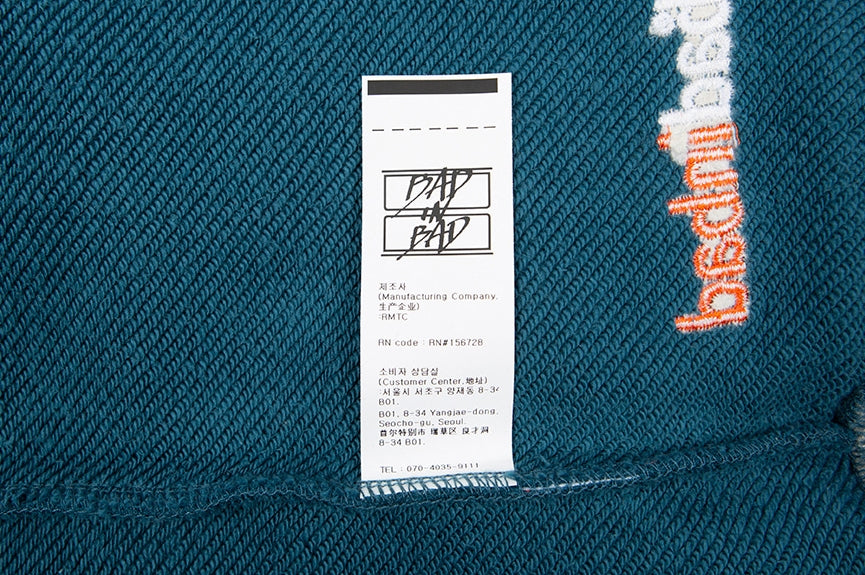 BAD
IN
BAD
제조사
(Manufacturing Company,
生产企业)
:RMTC
RN code : RN#156728
소비자 상담실
(Customer Center,地址)
:서울시 서초구 양재동 8-34
B01.
B01, 8-34 Yangjae-dong,
Seocho-gu, Seoul.
首尔特别市 瑞草区 良才洞
8-34 B01.
TEL : 070-4035-9111